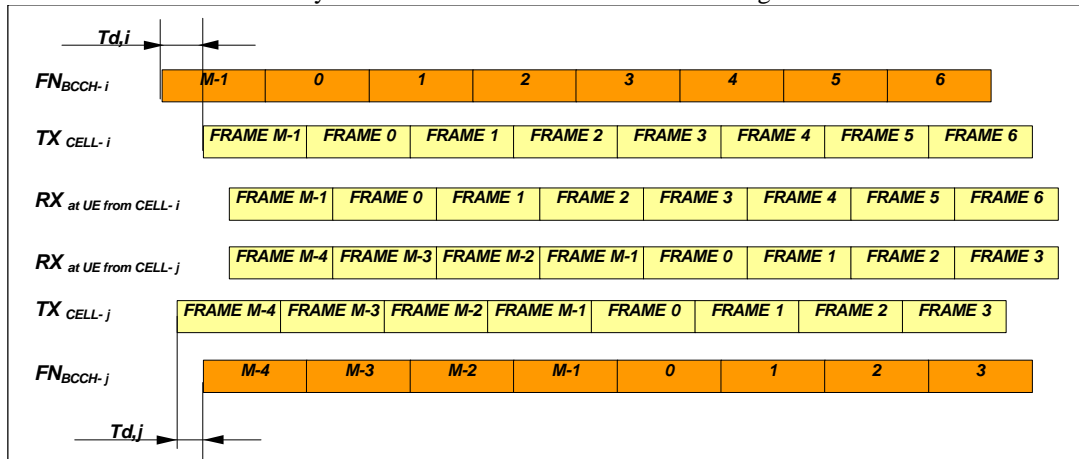 Td,i
FNBCCH- i M-1 0 1 2 3 4 5 6
TX CELL- i FRAME M-1 FRAME 0 FRAME 1 FRAME 2 FRAME 3 FRAME 4 FRAME 5 FRAME 6
RX at UE from CELL- i FRAME M-1 FRAME 0 FRAME 1 FRAME 2 FRAME 3 FRAME 4 FRAME 5 FRAME 6
RX at UE from CELL- j FRAME M-4 FRAME M-3 FRAME M-2 FRAME M-1 FRAME 0 FRAME 1 FRAME 2 FRAME 3
TX CELL- j FRAME M-4 FRAME M-3 FRAME M-2 FRAME M-1 FRAME 0 FRAME 1 FRAME 2 FRAME 3
FNBCCH- j M-4 M-3 M-2 M-1 0 1 2 3
Td,j